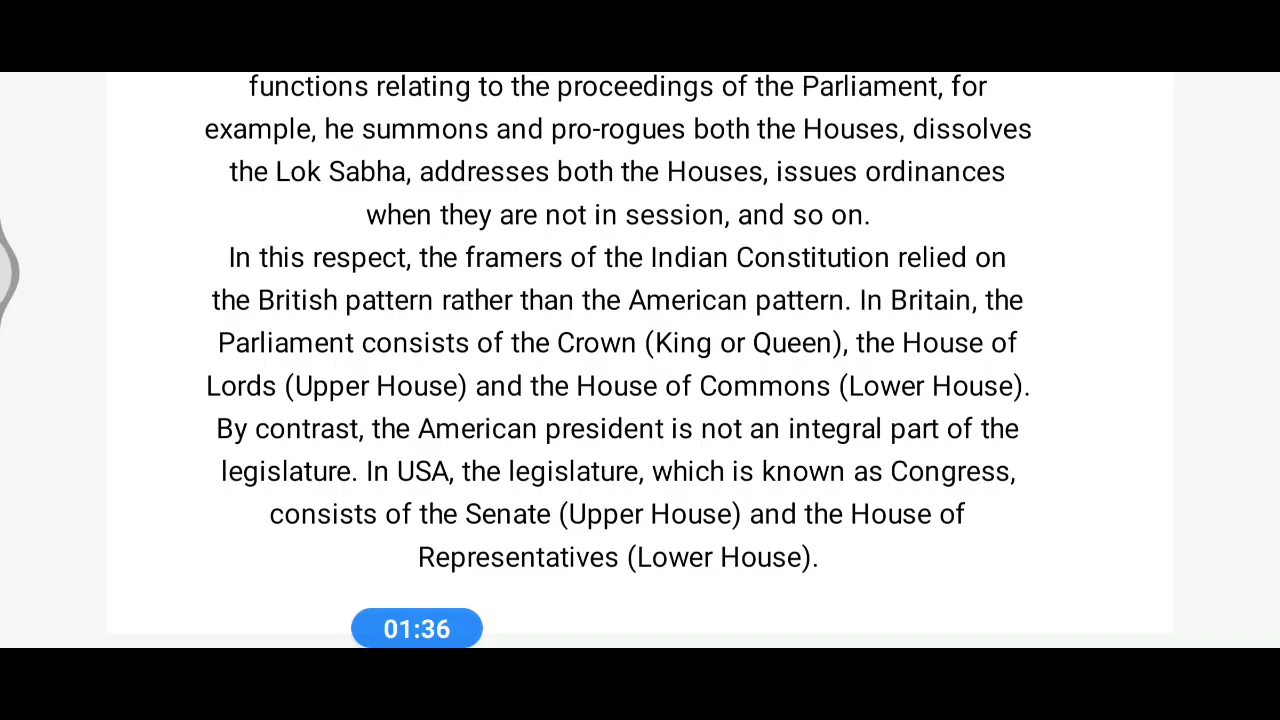 functions relating to the proceedings of the Parliament, for
example, he summons and pro-rogues both the Houses, dissolves
the Lok Sabha, addresses both the Houses, issues ordinances
when they are not in session, and so on.
In this respect, the framers of the Indian Constitution relied on
the British pattern rather than the American pattern. In Britain, the
Parliament consists of the Crown (King or Queen), the House of
Lords (Upper House) and the House of Commons (Lower House).
By contrast, the American president is not an integral part of the
legislature. In USA, the legislature, which is known as Congress,
consists of the Senate (Upper House) and the House of
Representatives (Lower House).
01:36